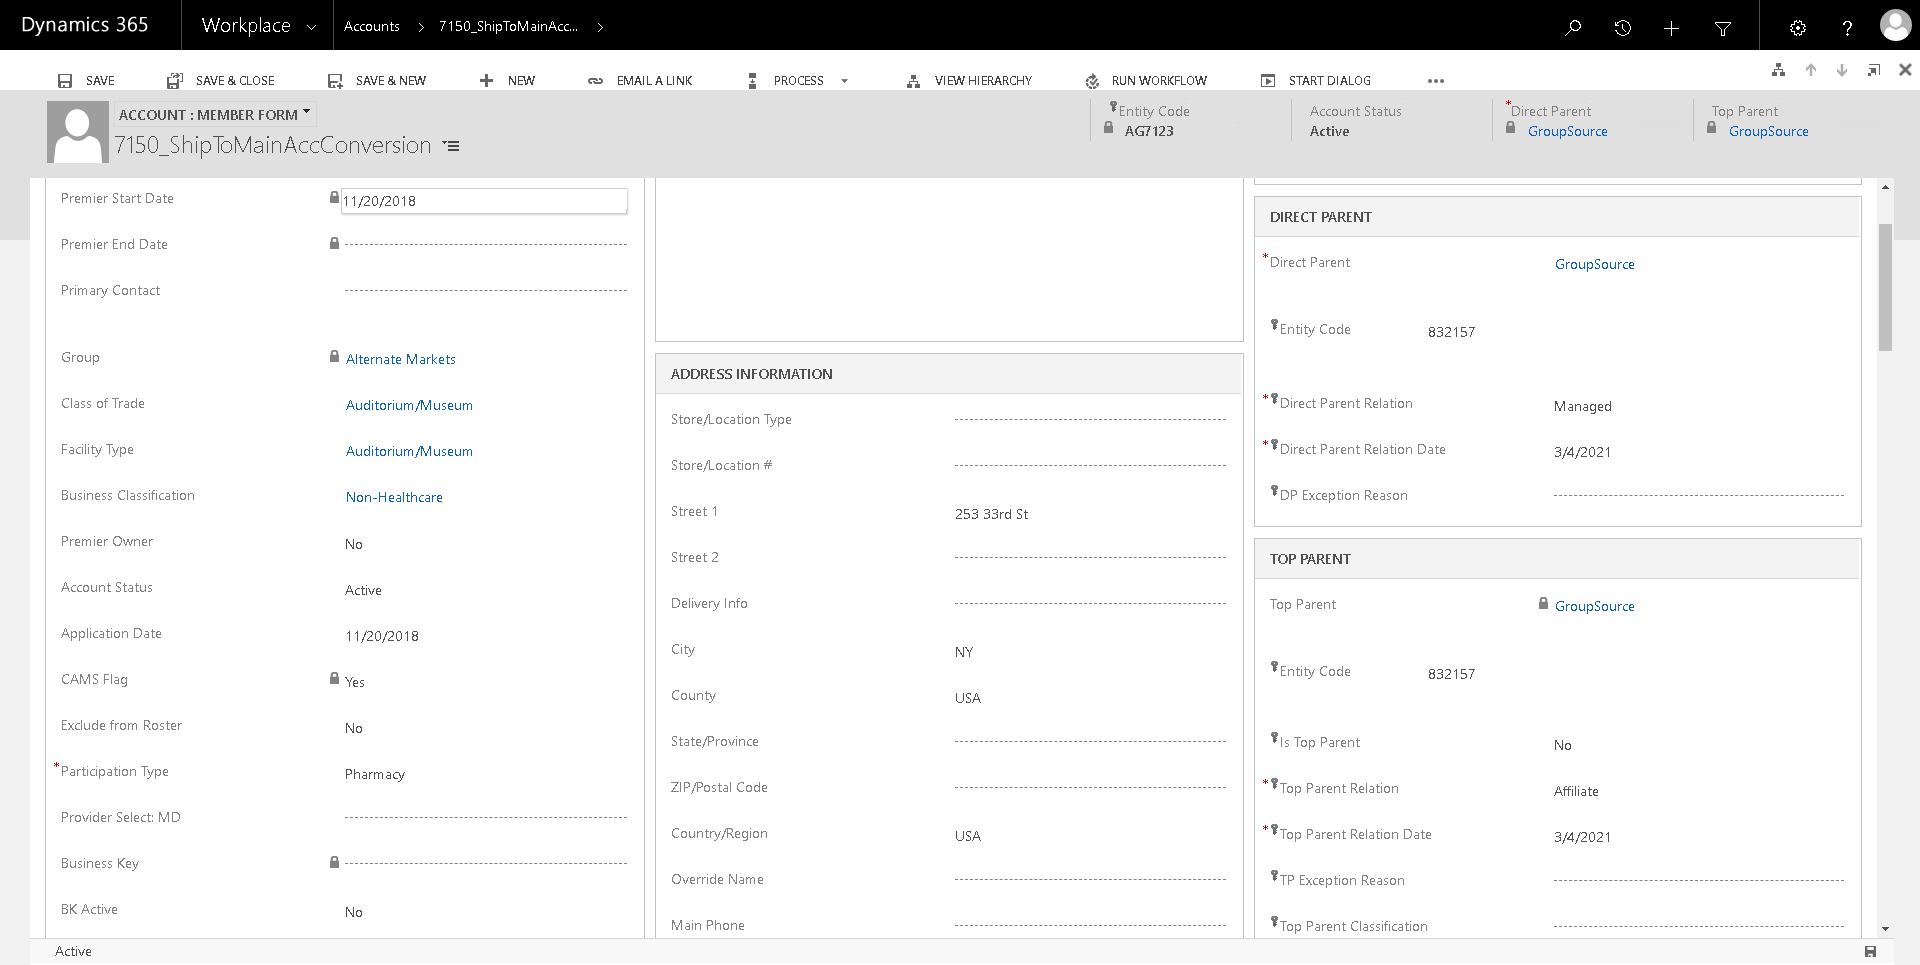 Dynamics 365
Workplace
Accounts
7150_ShipToMainAcc...
SAVE
SAVE & CLOSE
SAVE & NEW
NEW
EMAIL A LINK
PROCESS
VIEW HIERARCHY
RUN WORKFLOW
START DIALOG
ACCOUNT : MEMBER FORM
7150_ShipToMainAccConversion
Entity Code
AG7123
Account Status
Active
*Direct Parent
GroupSource
Top Parent
GroupSource
Premier Start Date
11/20/2018
Premier End Date
Primary Contact
Group
Alternate Markets
Class of Trade
Auditorium/Museum
Facility Type
Auditorium/Museum
Business Classification
Non-Healthcare
Premier Owner
No
Account Status
Active
Application Date
11/20/2018
CAMS Flag
Yes
Exclude from Roster
No
*Participation Type
Pharmacy
Provider Select: MD
Business Key
BK Active
No
ADDRESS INFORMATION
Store/Location Type
Store/Location #
Street 1
253 33rd St
Street 2
Delivery Info
City
NY
County
USA
State/Province
ZIP/Postal Code
Country/Region
USA
Override Name
Main Phone
DIRECT PARENT
*Direct Parent
GroupSource
Entity Code
832157
*Direct Parent Relation
Managed
*Direct Parent Relation Date
3/4/2021
DP Exception Reason
TOP PARENT
Top Parent
GroupSource
Entity Code
832157
Is Top Parent
No
*Top Parent Relation
Affiliate
*Top Parent Relation Date
3/4/2021
TP Exception Reason
Top Parent Classification
Active